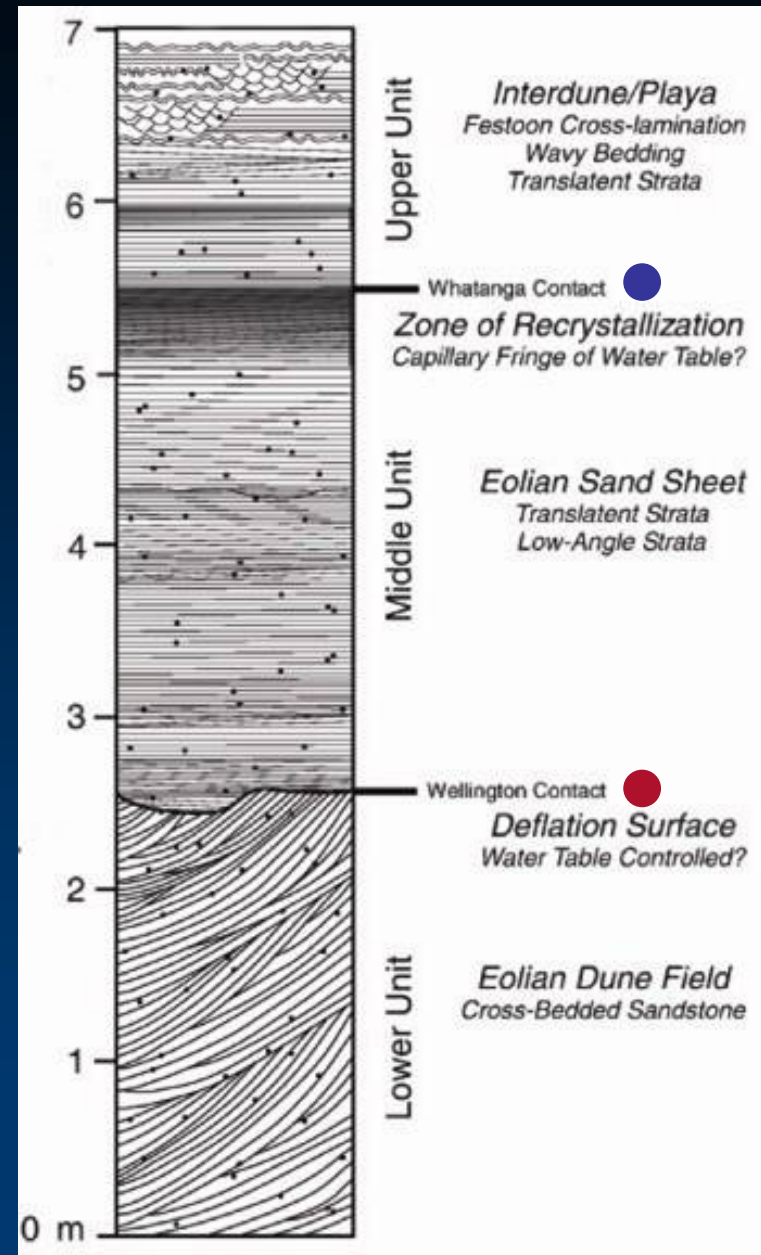 7
Interdune/Playa
Festoon Cross-lamination
Wavy Bedding
Translatent Strata
Upper Unit
6
Whatanga Contact
Zone of Recrystallization
Capillary Fringe of Water Table?
5
Middle Unit
Eolian Sand Sheet
Translatent Strata
Low-Angle Strata
4
3
Wellington Contact
Deflation Surface
Water Table Controlled?
2
Lower Unit
Eolian Dune Field
Cross-Bedded Sandstone
1
0 m